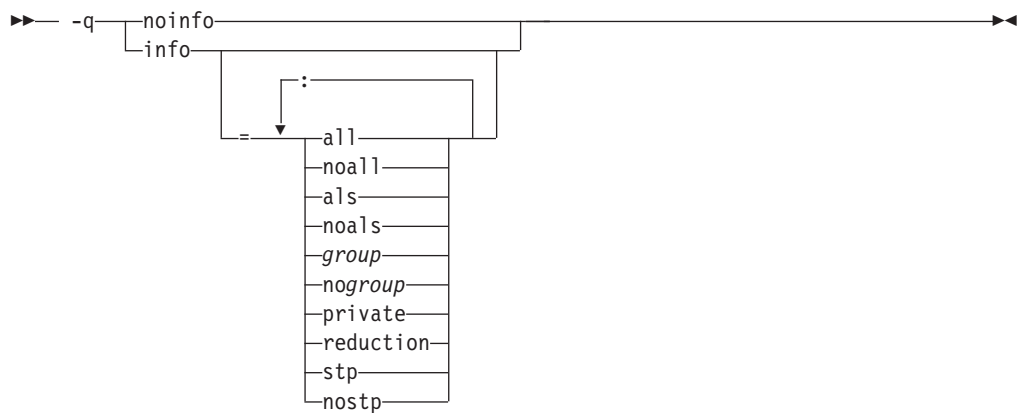 -q noinfo
info
:
= all
noall
als
noals
group
nogroup
private
reduction
stp
nostp